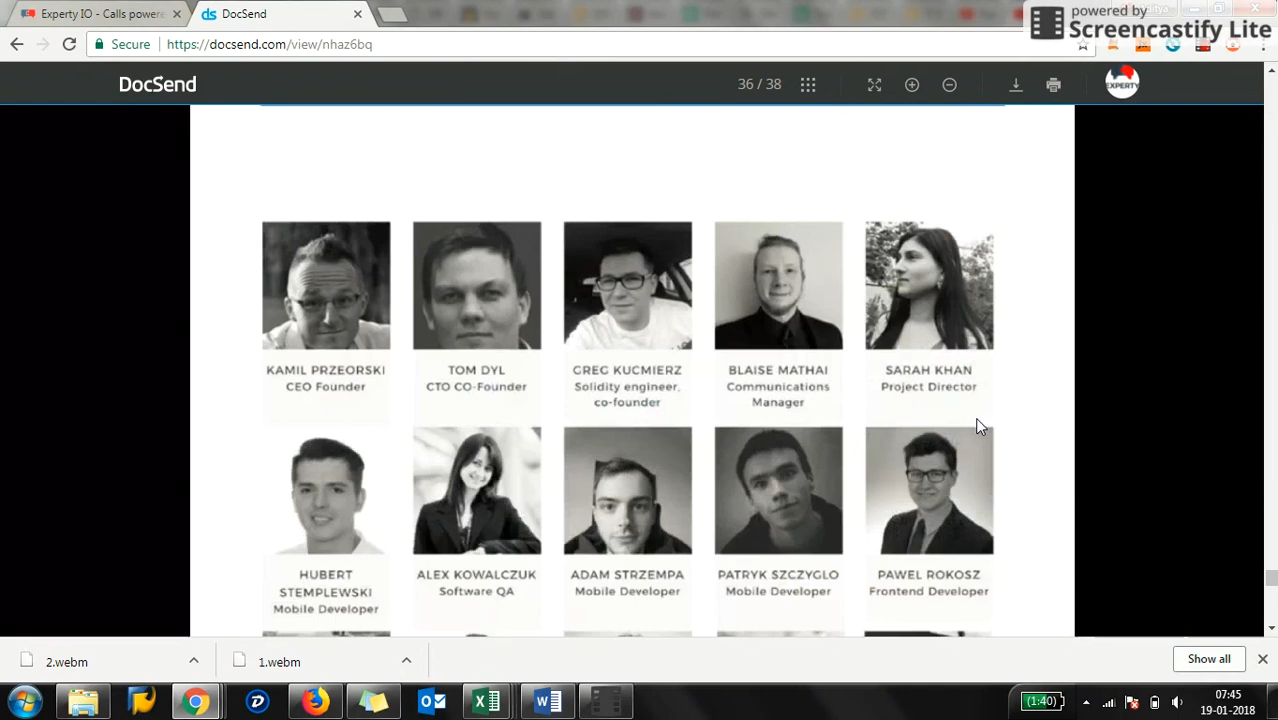 powered by
Screencastify Lite
Experty IO - Calls powere
DocSend
Secure
https://docsend.com/view/nhaz6bq
DocSend
36 / 38
EXPERTY
KAMIL PRZEORSKI
CEO Founder
TOM DYL
CTO CO-Founder
GREG KUCMIERZ
Solidity engineer,
co-founder
BLAISE MATHAI
Communications
Manager
SARAH KHAN
Project Director
HUBERT
STEMPLEWSKI
Mobile Developer
ALEX KOWALCZUK
Software QA
ADAM STRZEMPA
Mobile Developer
PATRYK SZCZYGLO
Mobile Developer
PAWEL ROKOSZ
Frontend Developer
2.webm
1.webm
Show all
(1:40)
07:45
19-01-2018